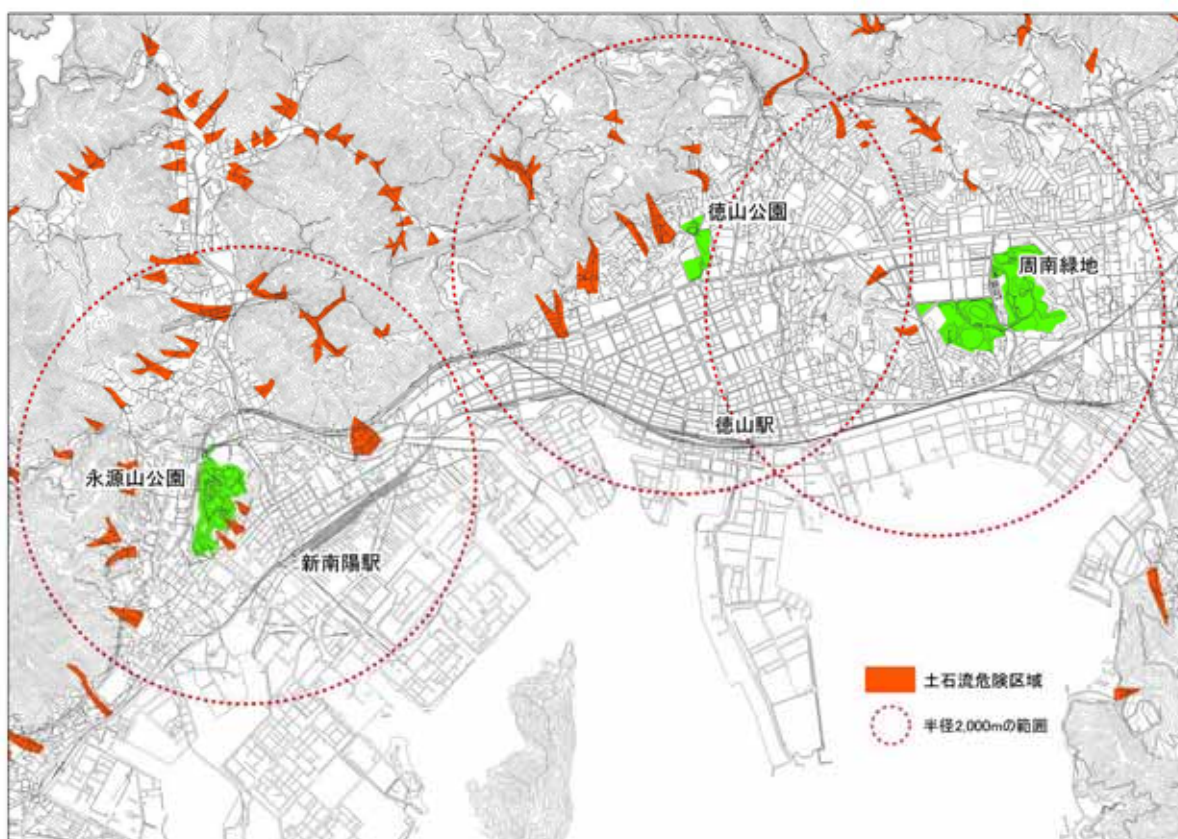 徳山公園
周南緑地
徳山駅
永源山公園
新南陽駅
土石流危険区域
半径2,000mの範囲